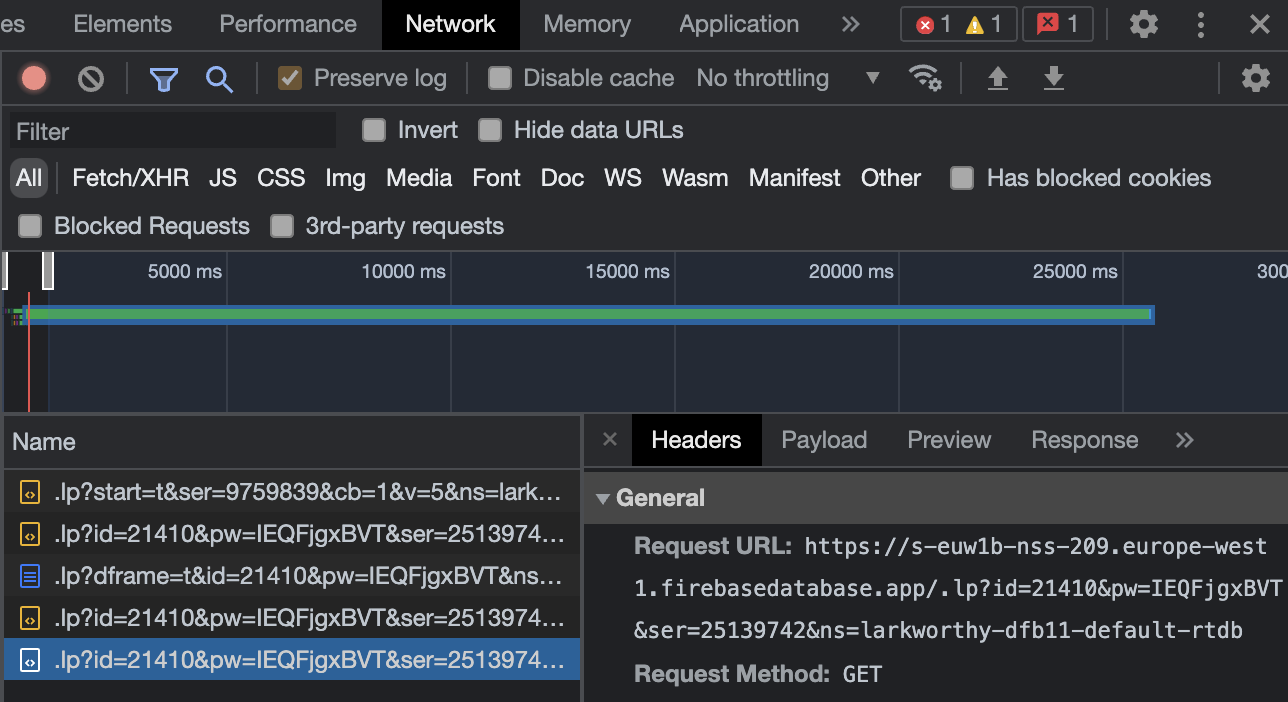 es Elements Performance Network Memory Application » 1 1 1
Preserve log Disable cache No throttling
Filter Invert Hide data URLs
All Fetch/XHR JS CSS Img Media Font Doc WS Wasm Manifest Other Has blocked cookies
Blocked Requests 3rd-party requests
5000 ms 10000 ms 15000 ms 20000 ms 25000 ms 300
Name
.lp?start=t&ser=9759839&cb=1&v=5&ns=lark...
.lp?id=21410&pw=IEQFjgxBVT&ser=2513974...
.lp?dframe=t&id=21410&pw=IEQFjgxBVT&ns...
.lp?id=21410&pw=IEQFjgxBVT&ser=2513974...
.lp?id=21410&pw=IEQFjgxBVT&ser=2513974...
Headers Payload Preview Response »
General
Request URL: https://s-euw1b-nss-209.europe-west
1.firebasedatabase.app/.lp?id=21410&pw=IEQFjgxBVT
&ser=25139742&ns=larkworthy-dfb11-default-rtdb
Request Method: GET